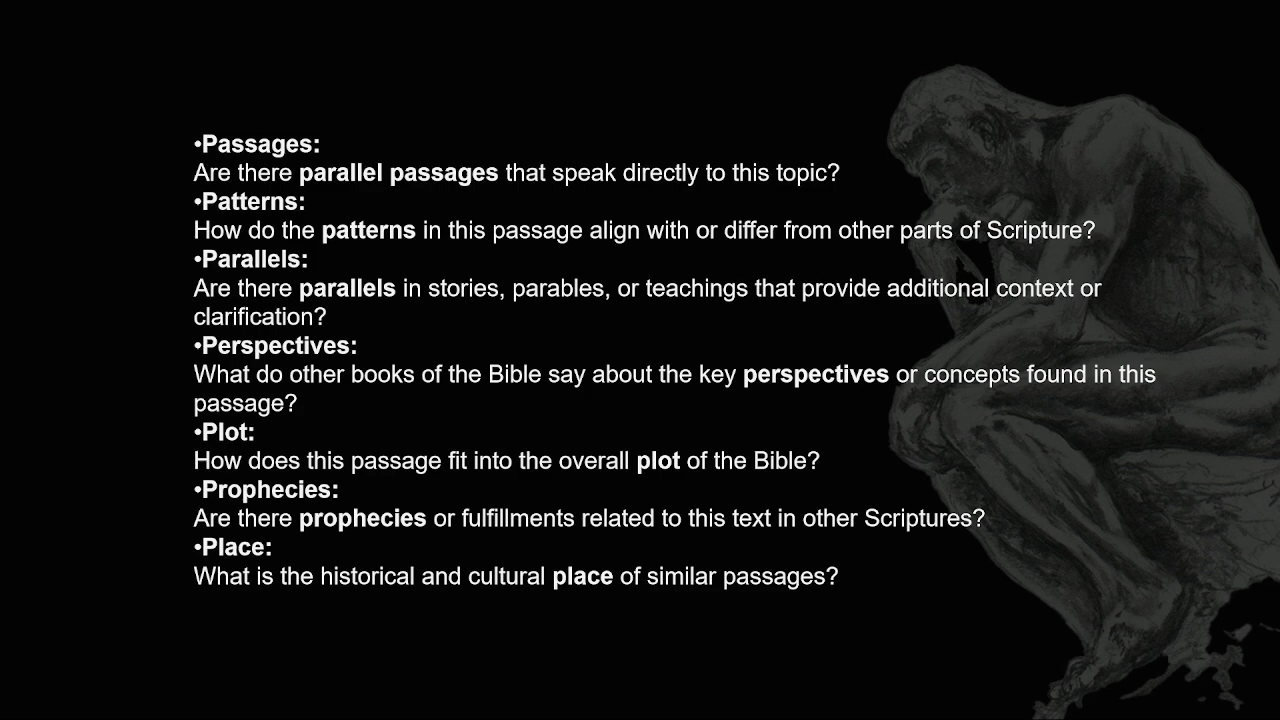 •Passages:
Are there parallel passages that speak directly to this topic?
•Patterns:
How do the patterns in this passage align with or differ from other parts of Scripture?
•Parallels:
Are there parallels in stories, parables, or teachings that provide additional context or
clarification?
•Perspectives:
What do other books of the Bible say about the key perspectives or concepts found in this
passage?
•Plot:
How does this passage fit into the overall plot of the Bible?
•Prophecies:
Are there prophecies or fulfillments related to this text in other Scriptures?
•Place:
What is the historical and cultural place of similar passages?